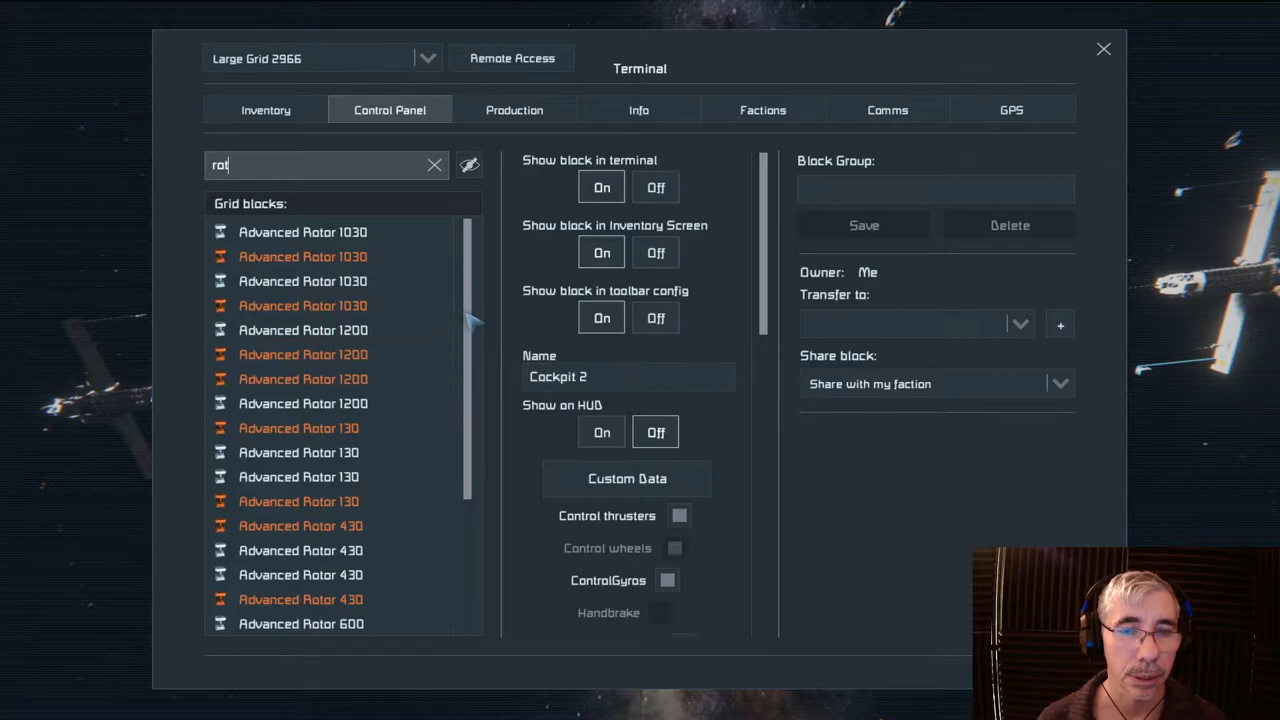 Large Grid 2966
Remote Access
Terminal
Inventory
Control Panel
Production
Info
Factions
Comms
GPS
rot
Grid blocks:
Advanced Rotor 1030
Advanced Rotor 1030
Advanced Rotor 1030
Advanced Rotor 1030
Advanced Rotor 1200
Advanced Rotor 1200
Advanced Rotor 1200
Advanced Rotor 1200
Advanced Rotor 130
Advanced Rotor 130
Advanced Rotor 130
Advanced Rotor 130
Advanced Rotor 430
Advanced Rotor 430
Advanced Rotor 430
Advanced Rotor 430
Advanced Rotor 600
Show block in terminal
On Off
Show block in Inventory Screen
On Off
Show block in toolbar config
On Off
Name
Cockpit 2
Show on HUD
On Off
Custom Data
Control thrusters
Control wheels
ControlGyros
Handbrake
Block Group:
Save
Delete
Owner: Me
Transfer to:
+
Share block:
Share with my faction